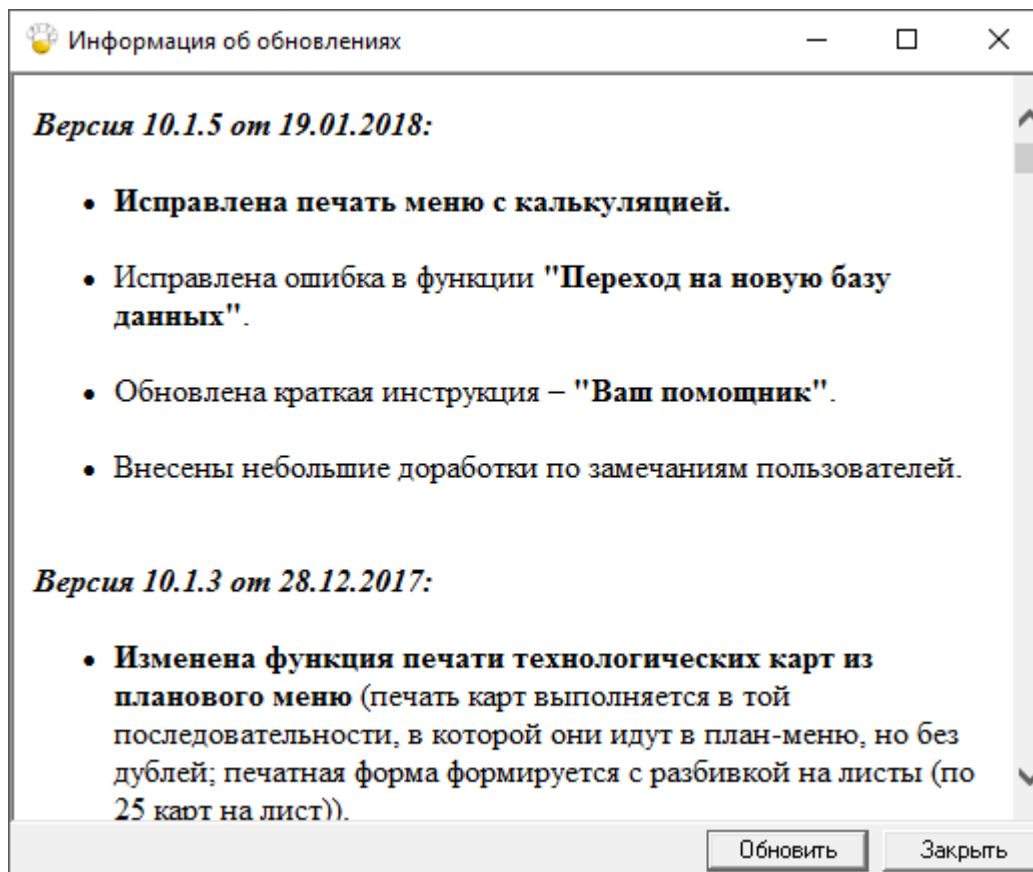 Информация об обновлениях
Версия 10.1.5 от 19.01.2018:
• Исправлена печать меню с калькуляцией.
• Исправлена ошибка в функции "Переход на новую базу
данных".
• Обновлена краткая инструкция – "Ваш помощник".
• Внесены небольшие доработки по замечаниям пользователей.
Версия 10.1.3 от 28.12.2017:
• Изменена функция печати технологических карт из
планового меню (печать карт выполняется в той
последовательности, в которой они идут в план-меню, но без
дублей; печатная форма формируется с разбивкой на листы (по
25 карт на лист)).
Обновить
Закрыть